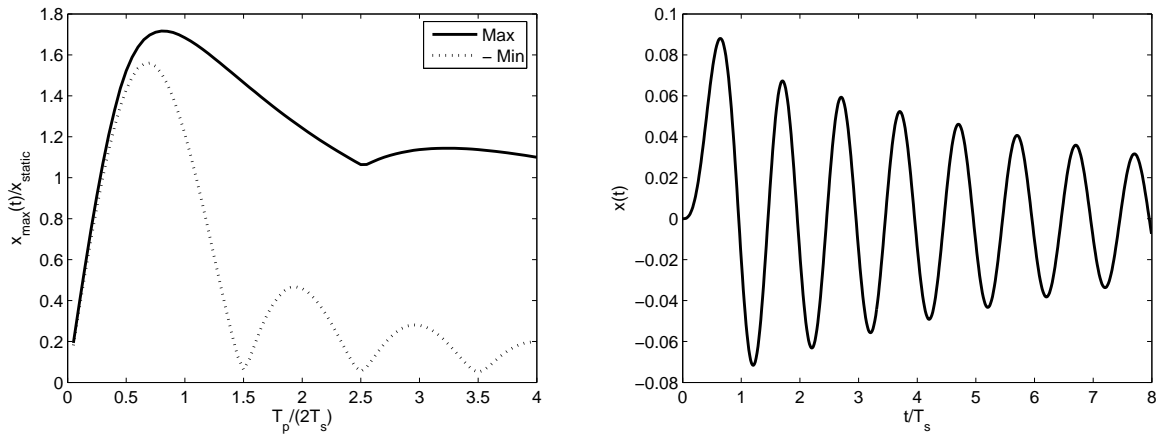 1.8
1.6
1.4
1.2
1
0.8
0.6
0.4
0.2
0
x_max(t)/x_static
Max
– Min
0 0.5 1 1.5 2 2.5 3 3.5 4
T_p/(2T_s)
0.1
0.08
0.06
0.04
0.02
0
−0.02
−0.04
−0.06
−0.08
x(t)
0 1 2 3 4 5 6 7 8
t/T_s